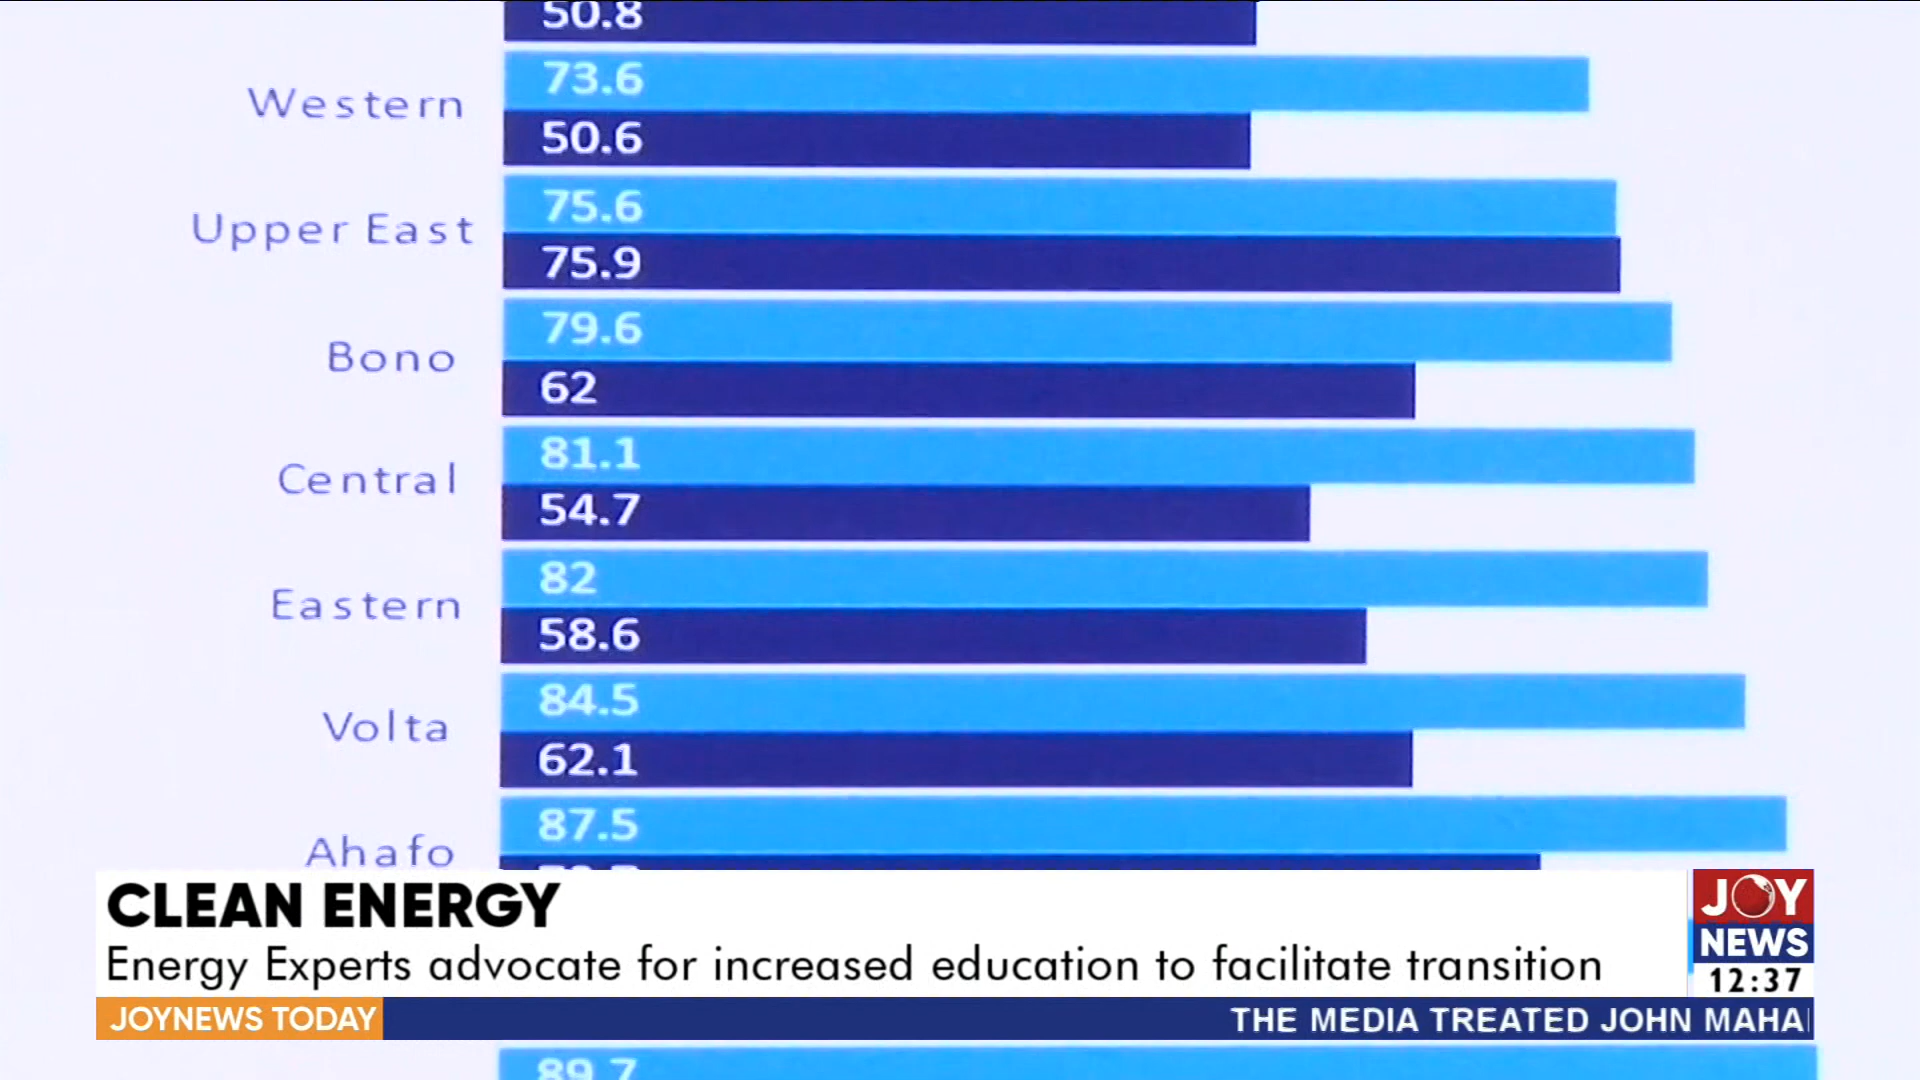 50.8
Western
73.6
50.6
Upper East
75.6
75.9
Bono
79.6
62
Central
81.1
54.7
Eastern
82
58.6
Volta
84.5
62.1
Ahafo
87.5
CLEAN ENERGY
Energy Experts advocate for increased education to facilitate transition
JOY
NEWS
12:37
JOYNEWS TODAY
THE MEDIA TREATED JOHN MAHA
89.7